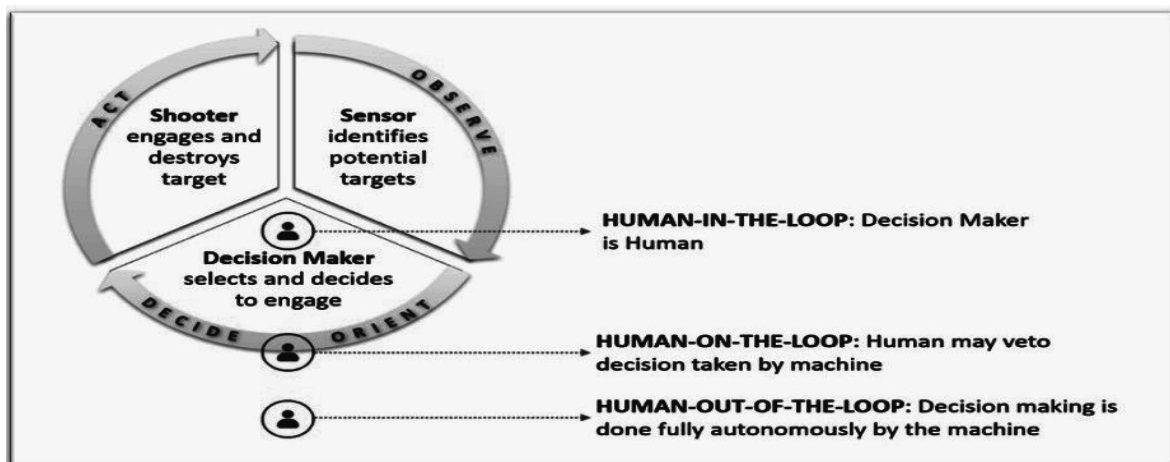 ACT
OBSERVE
Shooter
engages and
destroys
target
Sensor
identifies
potential
targets
Decision Maker
selects and decides
to engage
DECIDE
ORIENT
HUMAN-IN-THE-LOOP: Decision Maker
is Human
HUMAN-ON-THE-LOOP: Human may veto
decision taken by machine
HUMAN-OUT-OF-THE-LOOP: Decision making is
done fully autonomously by the machine